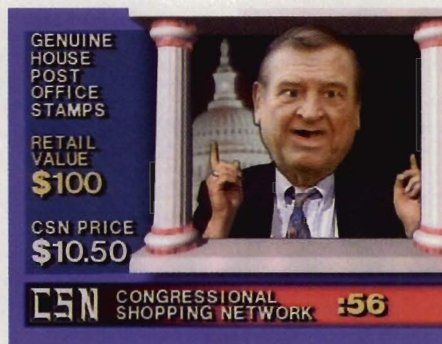 GENUINE
HOUSE
POST
OFFICE
STAMPS
RETAIL
VALUE
$100
CSN PRICE
$10.50
CSN
CONGRESSIONAL
SHOPPING NETWORK
:56